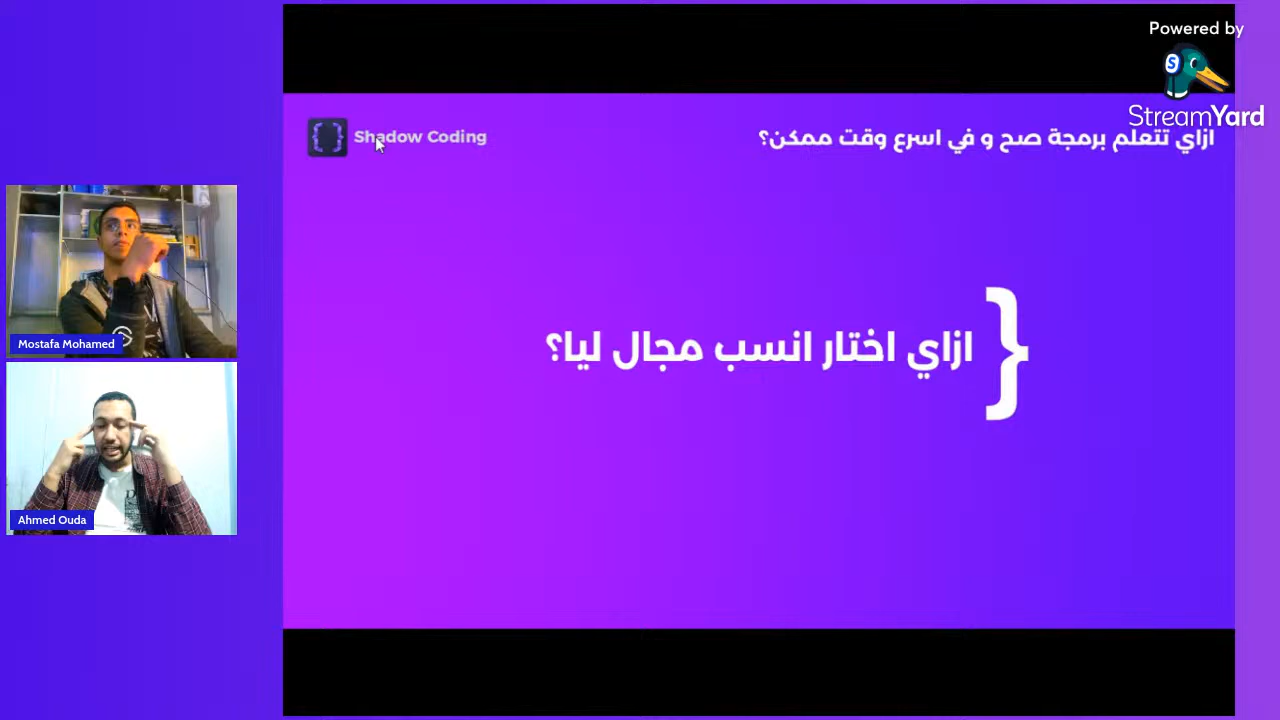 Powered by
StreamYard
Shadow Coding
ازاي تتعلم برمجة صح و في اسرع وقت ممكن؟
{ ازاي اختار انسب مجال ليا؟
Mostafa Mohamed
Ahmed Ouda